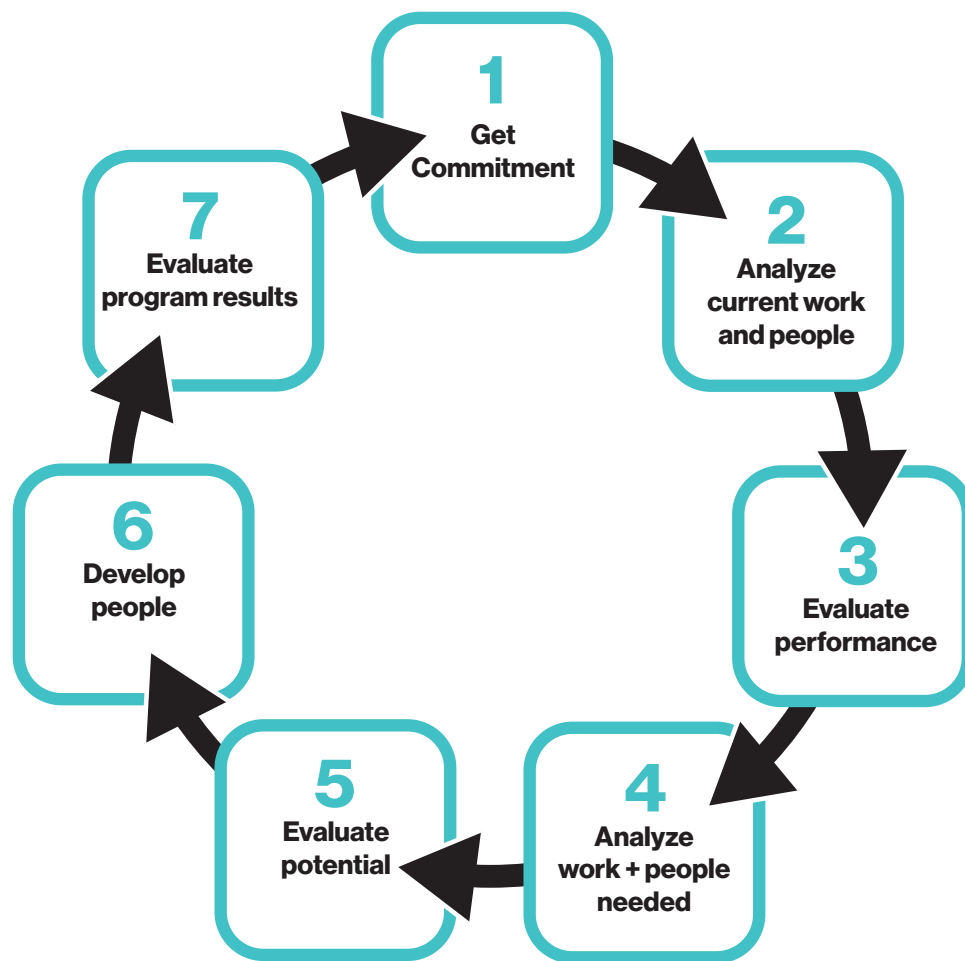 1
Get
Commitment
2
Analyze
current work
and people
3
Evaluate
performance
4
Analyze
work + people
needed
5
Evaluate
potential
6
Develop
people
7
Evaluate
program results